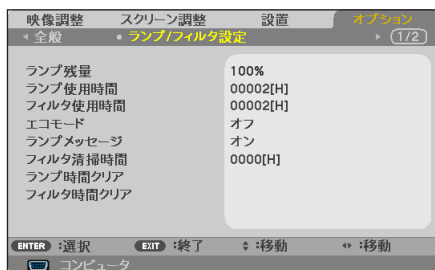 映像調整 スクリーン調整 設置 オプション
全般 ランプ/フィルタ設定 (1/2)
ランプ残量 100%
ランプ使用時間 00002[H]
フィルタ使用時間 00002[H]
エコモード オフ
ランプメッセージ オン
フィルタ清掃時間 0000[H]
ランプ時間クリア
フィルタ時間クリア
ENTER :選択 EXIT :終了 :移動 :移動
コンピュータ